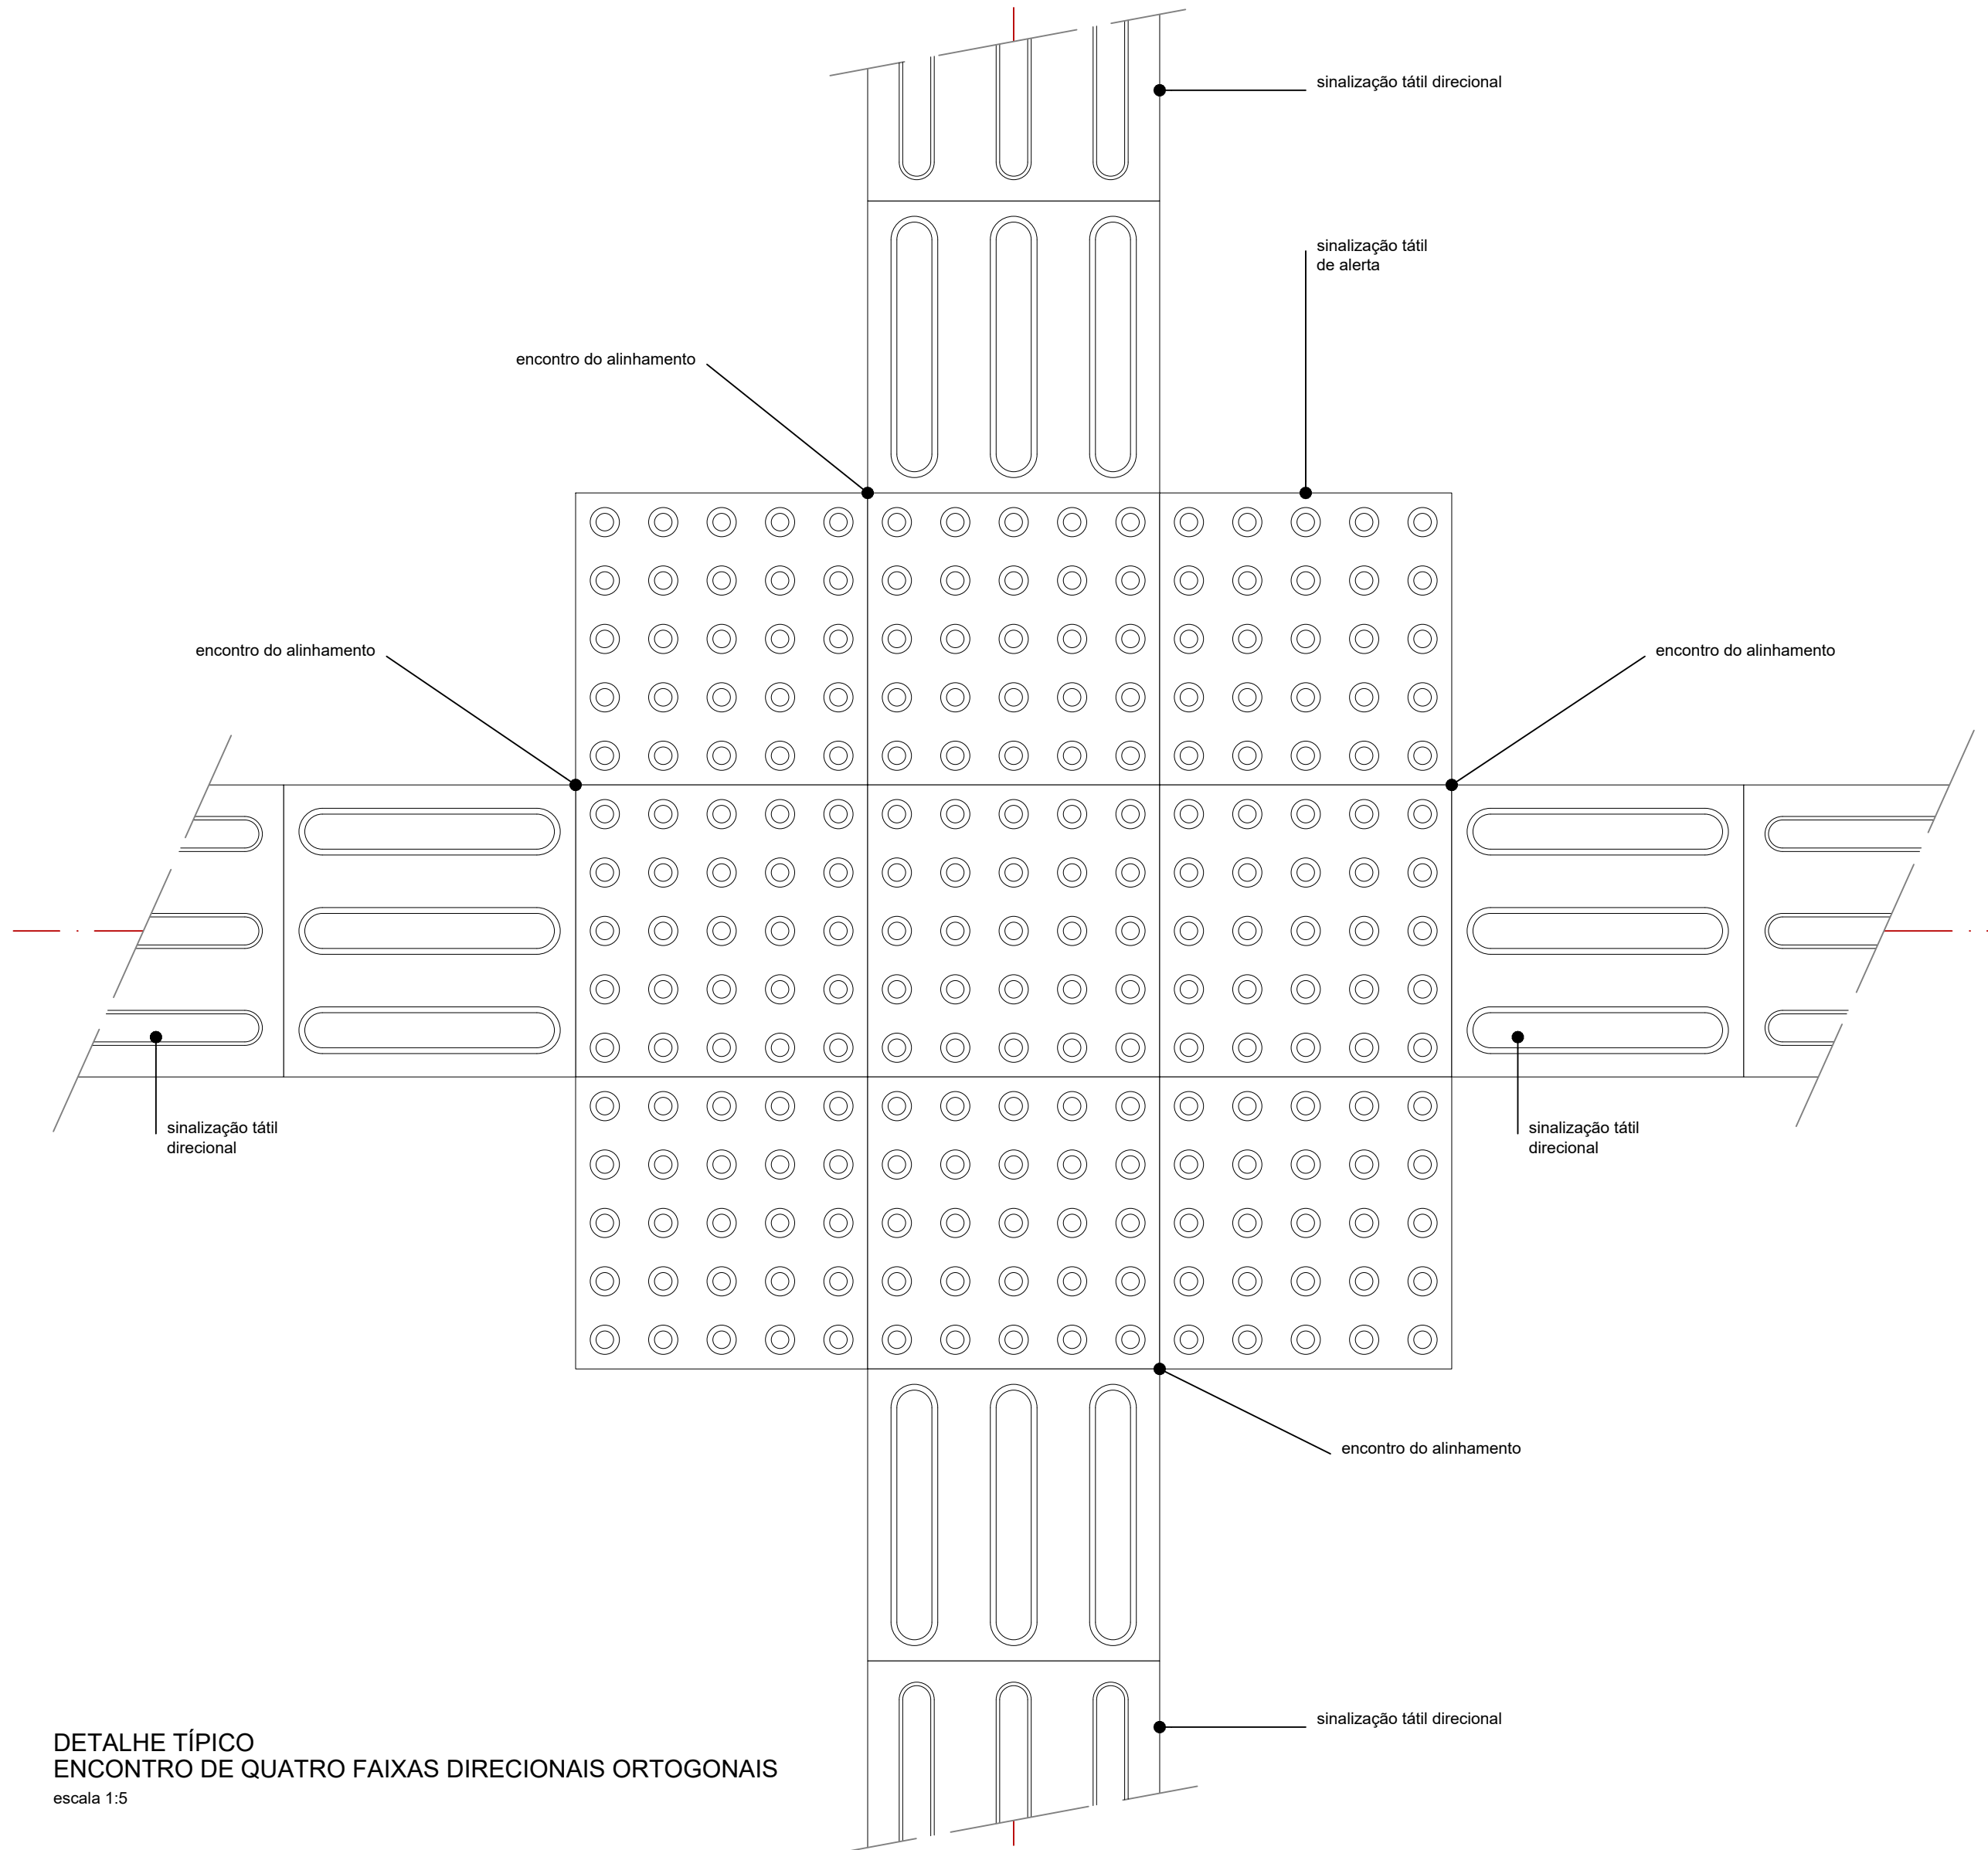 sinalização tátil direcional
sinalização tátil
de alerta
encontro do alinhamento
encontro do alinhamento
encontro do alinhamento
sinalização tátil
direcional
sinalização tátil
direcional
encontro do alinhamento
sinalização tátil direcional
DETALHE TÍPICO
ENCONTRO DE QUATRO FAIXAS DIRECIONAIS ORTOGONAIS
escala 1:5